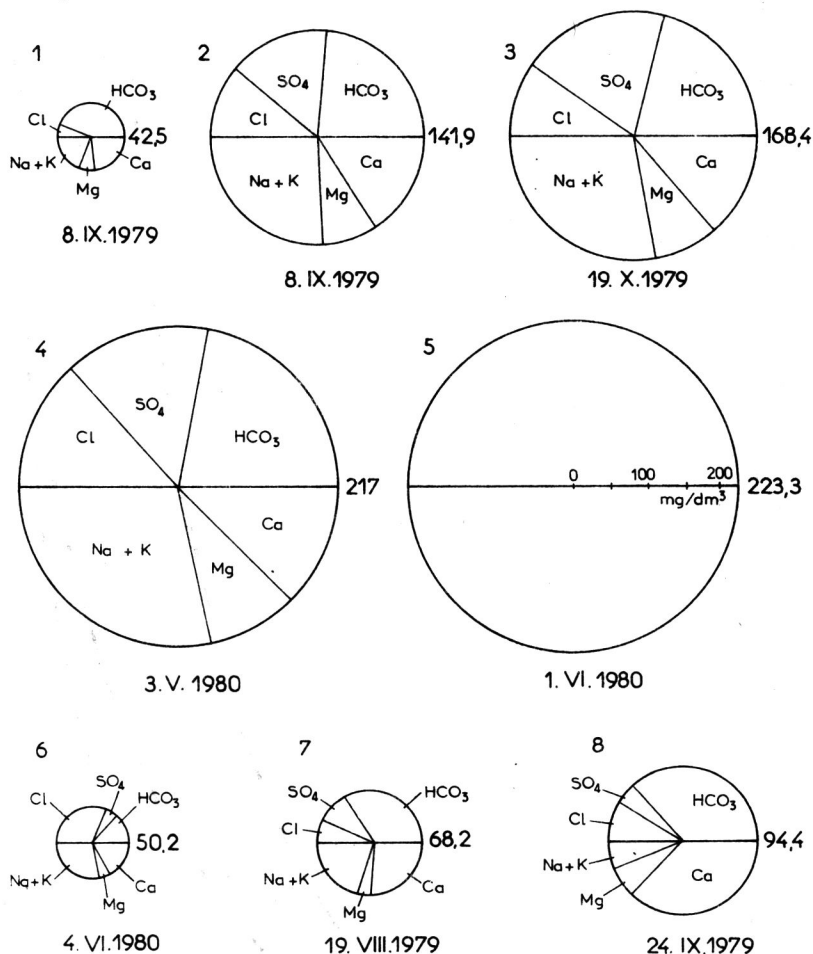 1
HCO₃
Cl
42,5
Na+K
Ca
Mg
8. IX. 1979
2
SO₄
HCO₃
Cl
141,9
Na+K
Mg
Ca
8. IX. 1979
3
SO₄
HCO₃
Cl
168,4
Na+K
Mg
Ca
19. X. 1979
4
SO₄
HCO₃
Cl
217
Na + K
Mg
Ca
3. V. 1980
5
0 100 200
mg/dm³
223,3
1. VI. 1980
6
SO₄
Cl
HCO₃
50,2
Na+K
Ca
Mg
4. VI. 1980
7
SO₄
HCO₃
Cl
68,2
Na+K
Ca
Mg
19. VIII. 1979
8
SO₄
HCO₃
Cl
94,4
Na+K
Ca
Mg
24. IX. 1979